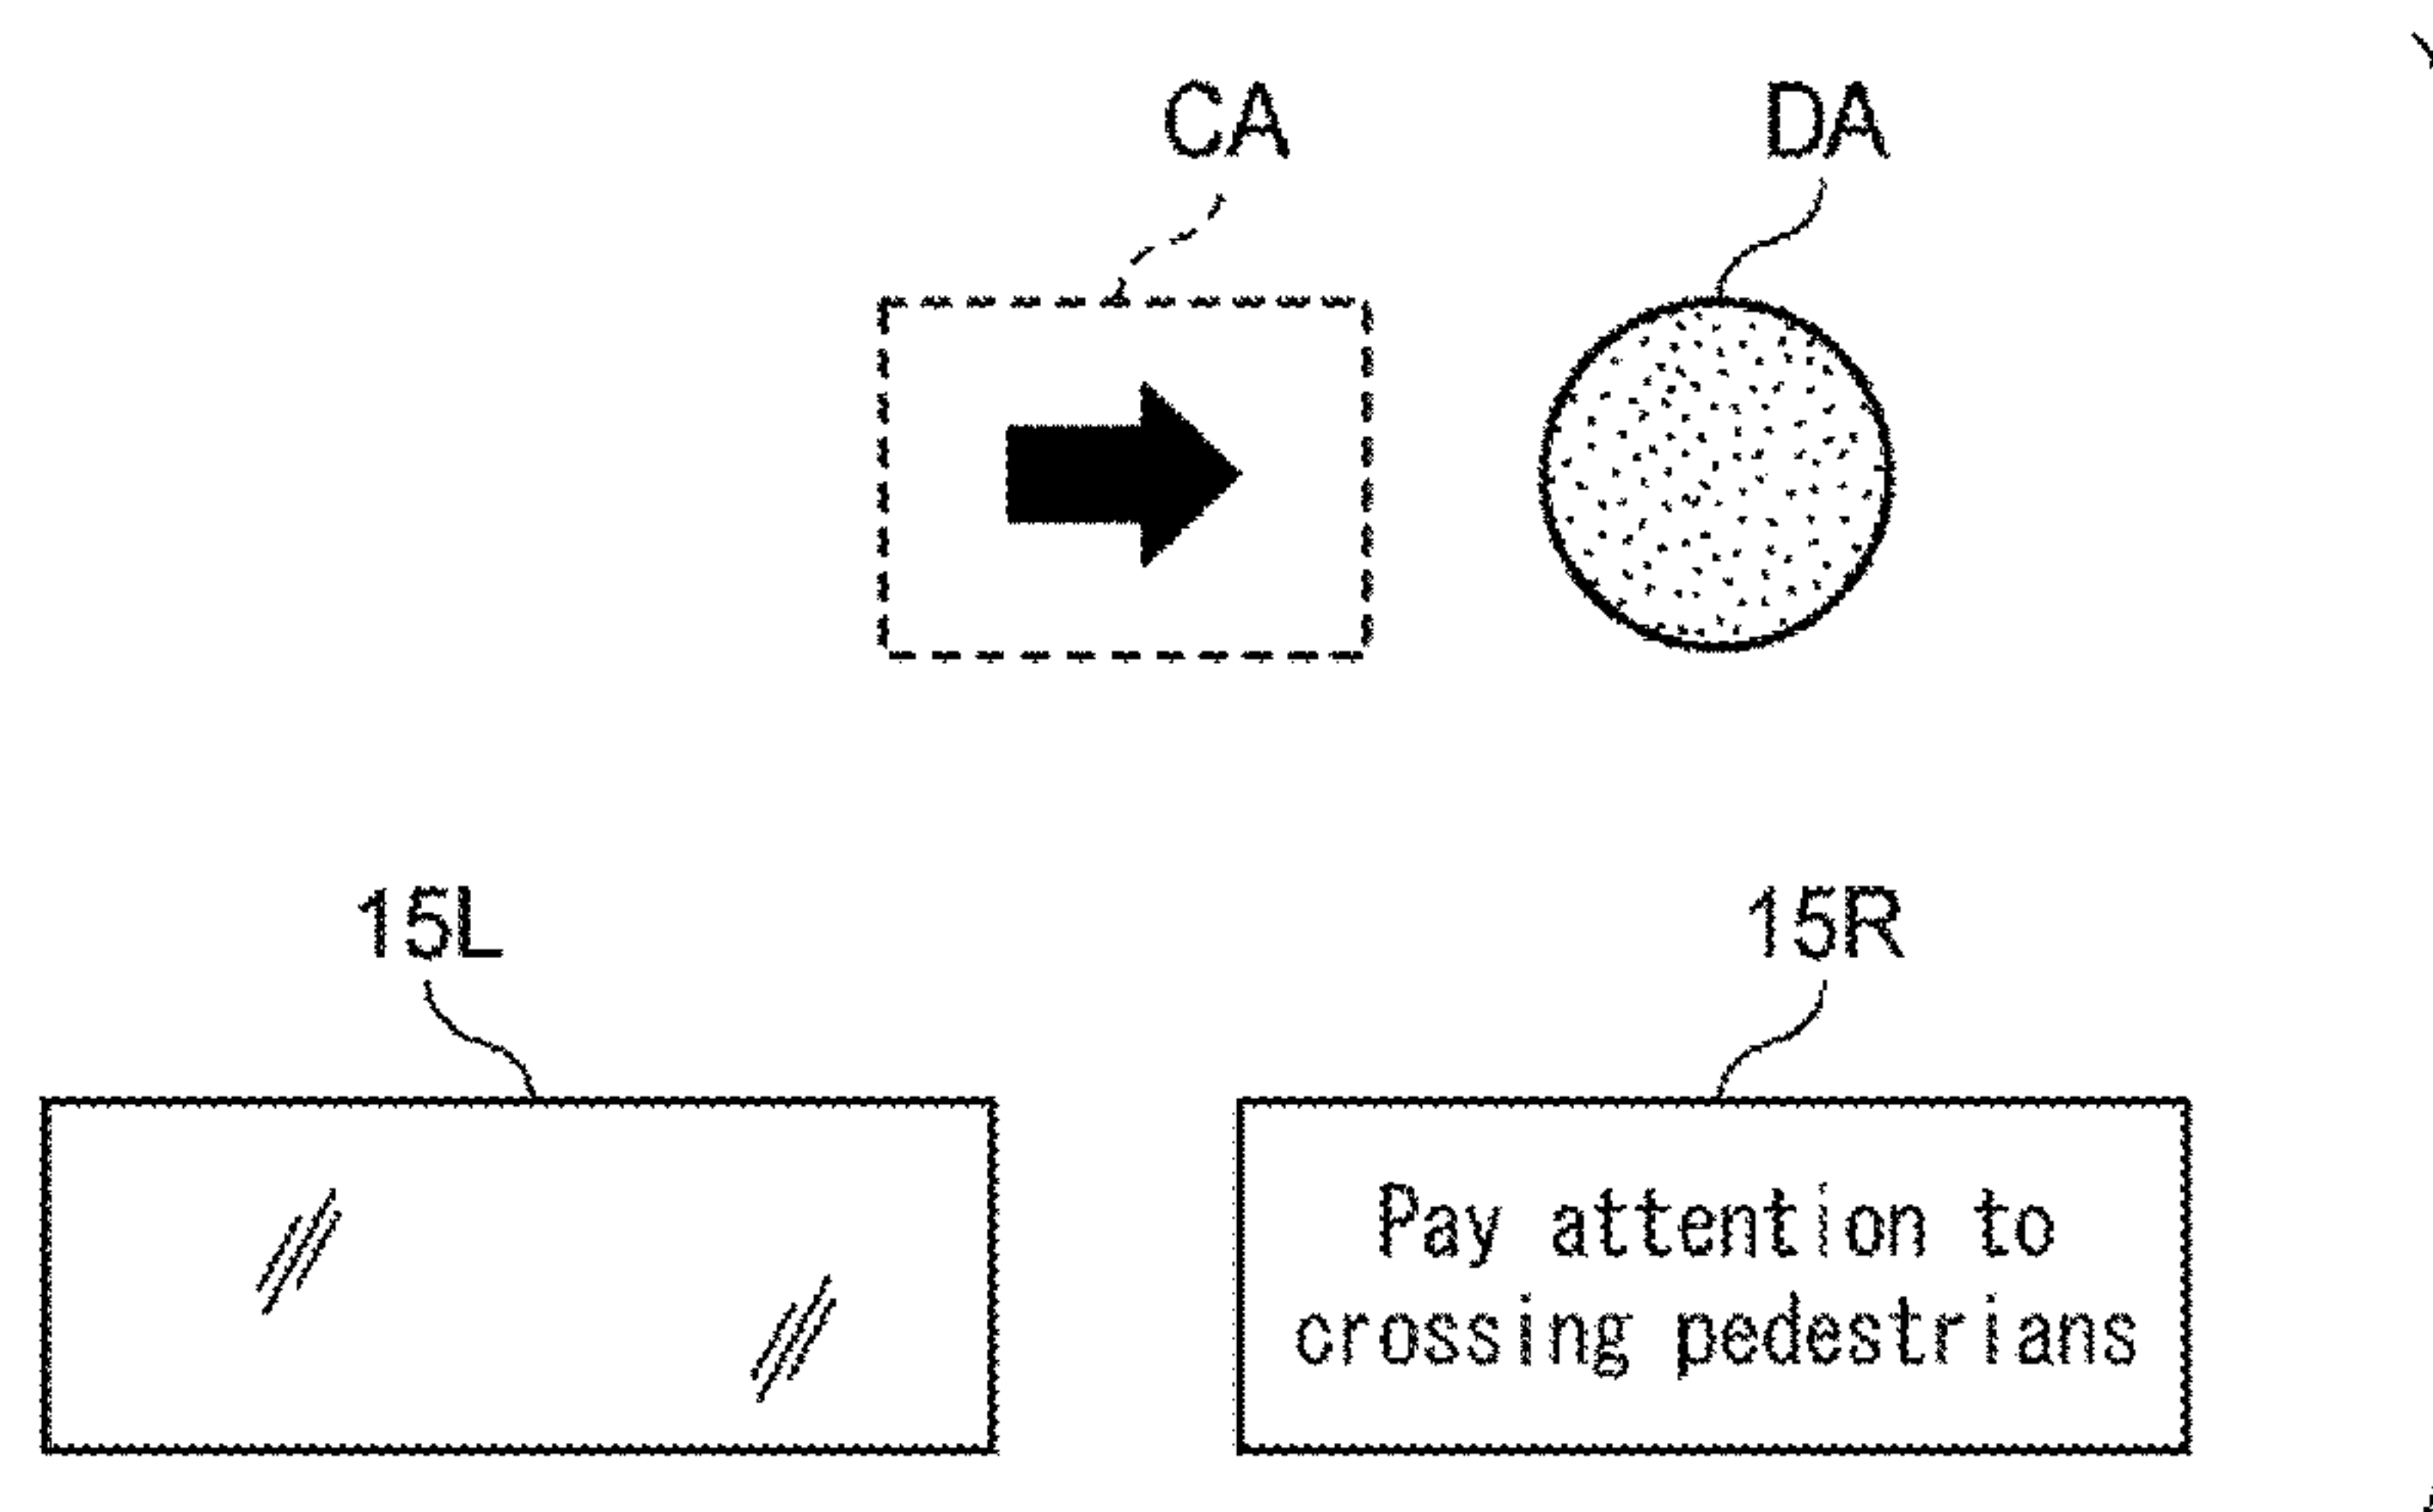 CA
DA
15L
15R
Pay attention to
crossing pedestrians